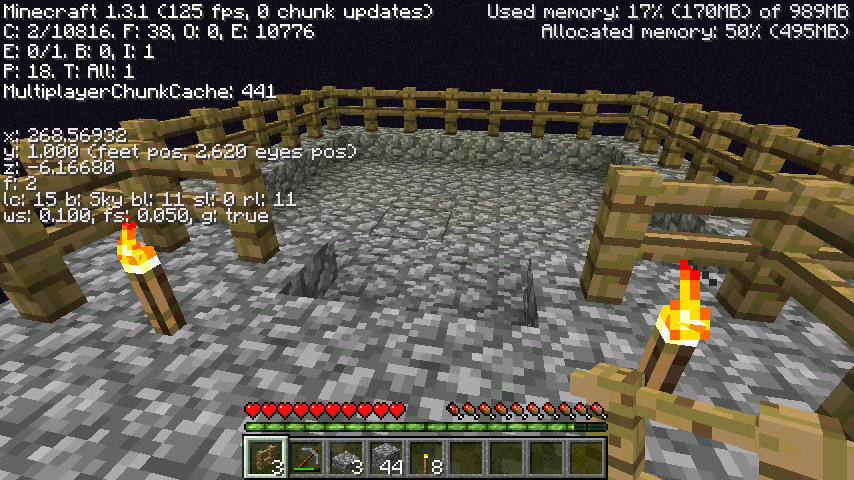 Minecraft 1.3.1 (125 fps, 0 chunk updates)
Used memory: 17% (170MB) of 989MB
C: 2/10816. F: 38, O: 0, E: 10776
Allocated memory: 50% (495MB)
E: 0/1. B: 0, I: 1
P: 18. T: All: 1
MultiplayerChunkCache: 441
x: 268.56932
y: 1.000 (feet pos, 2.620 eyes pos)
z: -6.16680
f: 2
lc: 15 b: Sky bl: 11 sl: 0 rl: 11
ws: 0.100, fs: 0.050, g: true
3
3
44
8